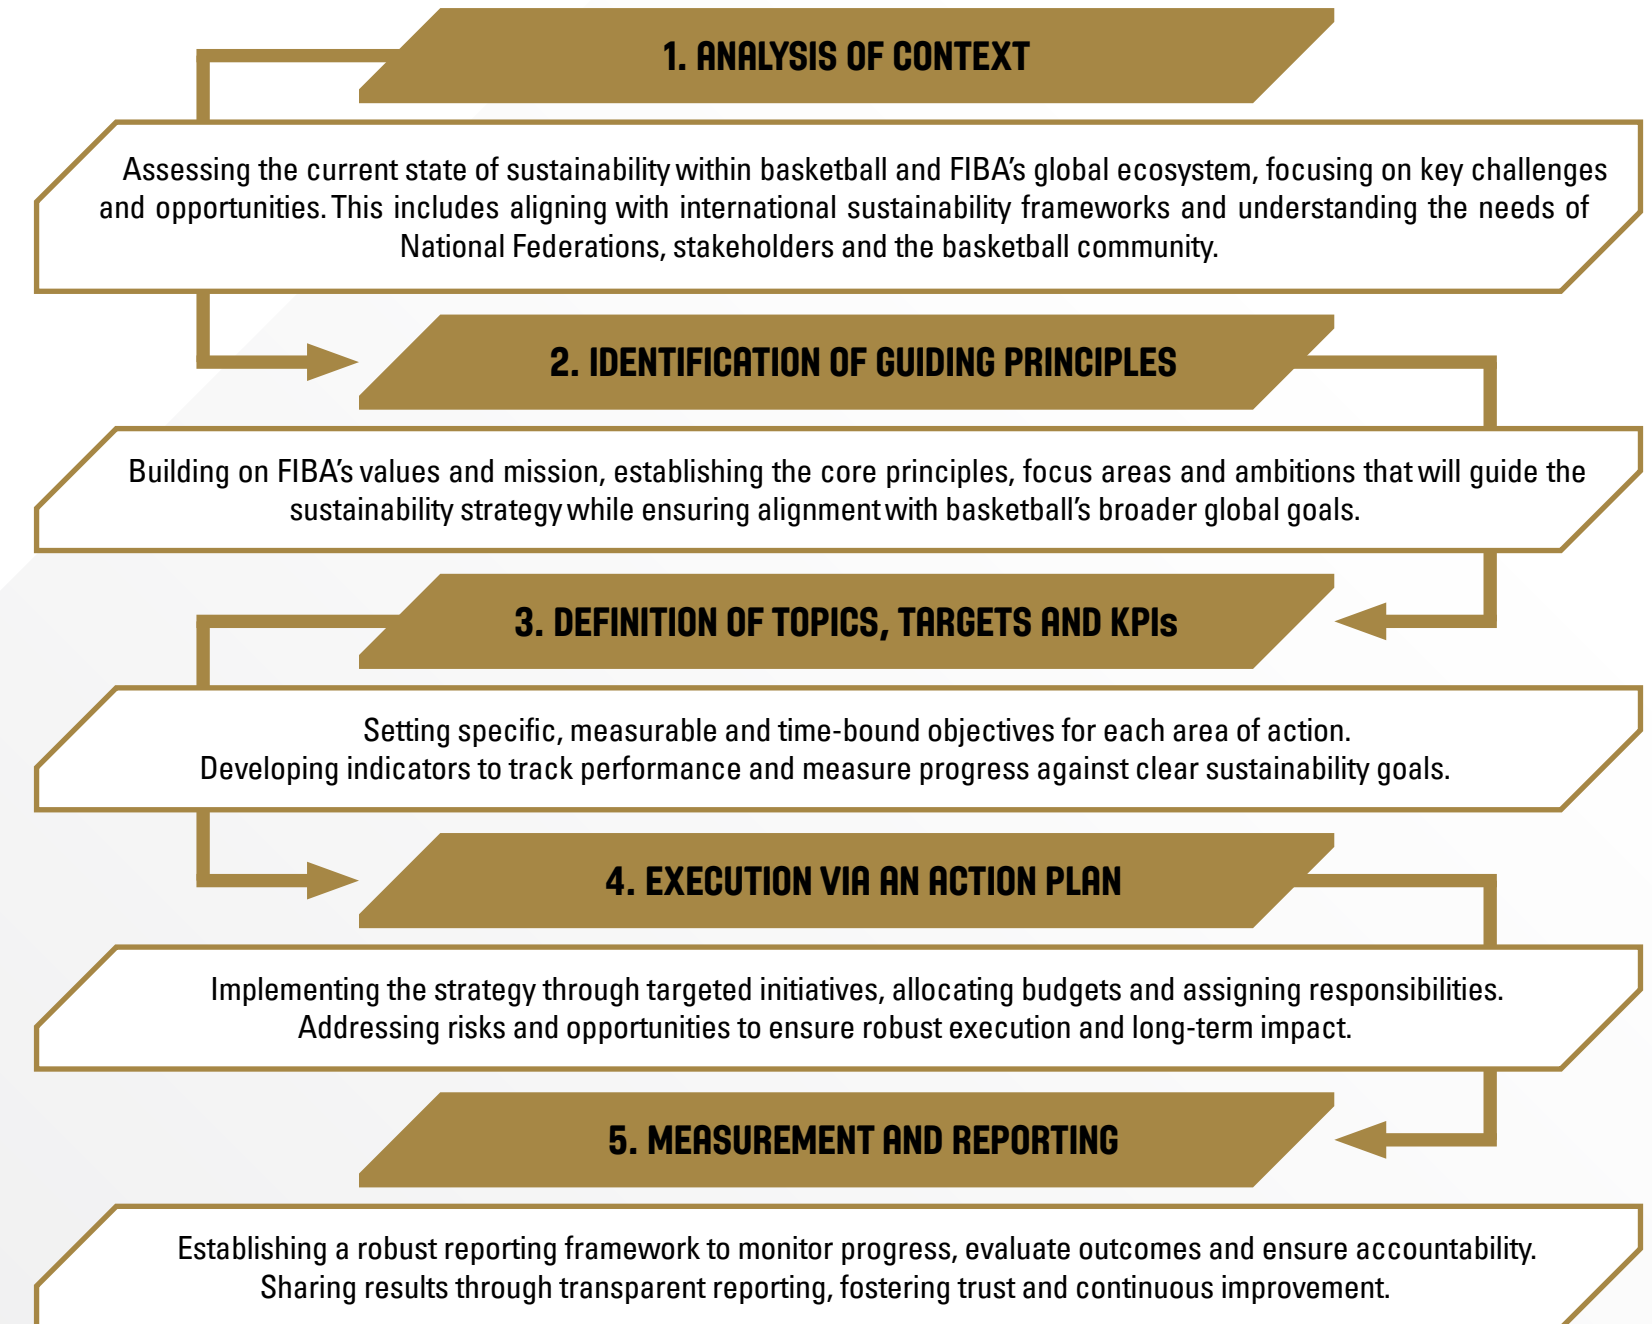 1. ANALYSIS OF CONTEXT
Assessing the current state of sustainability within basketball and FIBA’s global ecosystem, focusing on key challenges
and opportunities. This includes aligning with international sustainability frameworks and understanding the needs of
National Federations, stakeholders and the basketball community.
2. IDENTIFICATION OF GUIDING PRINCIPLES
Building on FIBA’s values and mission, establishing the core principles, focus areas and ambitions that will guide the
sustainability strategy while ensuring alignment with basketball’s broader global goals.
3. DEFINITION OF TOPICS, TARGETS AND KPIs
Setting specific, measurable and time-bound objectives for each area of action.
Developing indicators to track performance and measure progress against clear sustainability goals.
4. EXECUTION VIA AN ACTION PLAN
Implementing the strategy through targeted initiatives, allocating budgets and assigning responsibilities.
Addressing risks and opportunities to ensure robust execution and long-term impact.
5. MEASUREMENT AND REPORTING
Establishing a robust reporting framework to monitor progress, evaluate outcomes and ensure accountability.
Sharing results through transparent reporting, fostering trust and continuous improvement.